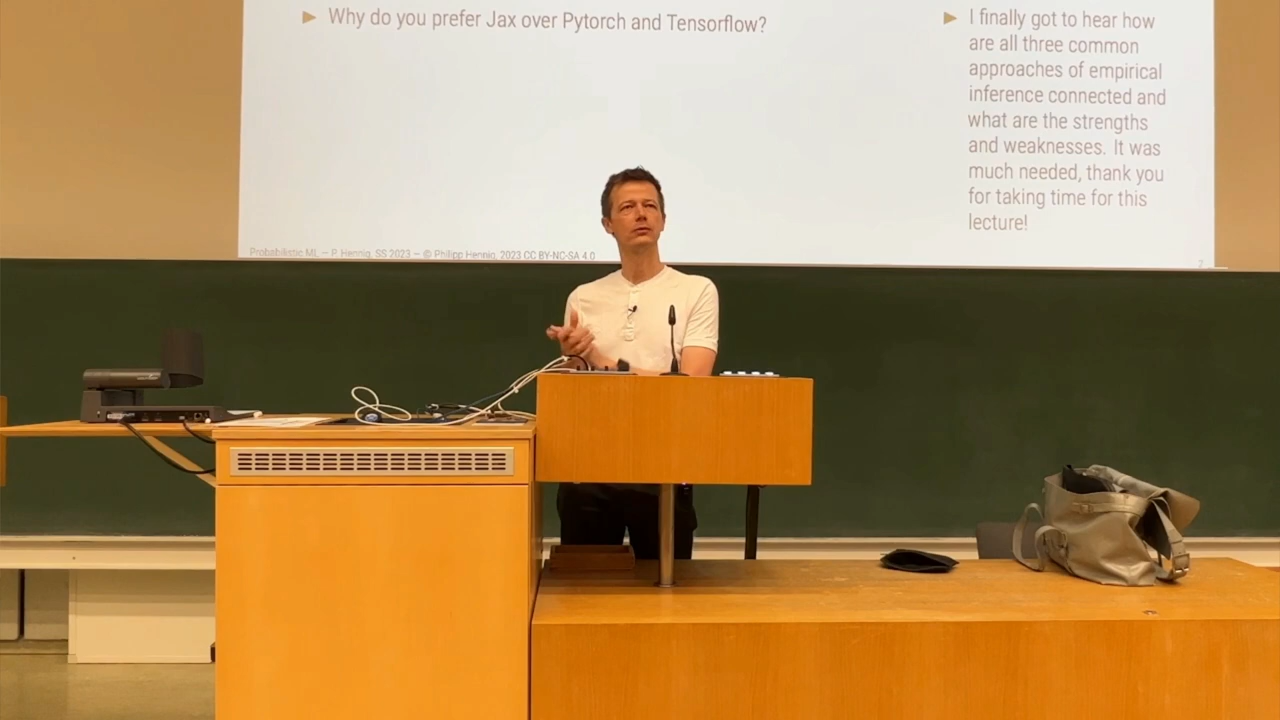 Why do you prefer Jax over Pytorch and Tensorflow?
I finally got to hear how
are all three common
approaches of empirical
inference connected and
what are the strengths
and weaknesses. It was
much needed, thank you
for taking time for this
lecture!
Probabilistic ML — P. Hennig, SS 2023 — © Philipp Hennig, 2023 CC BY-NC-SA 4.0